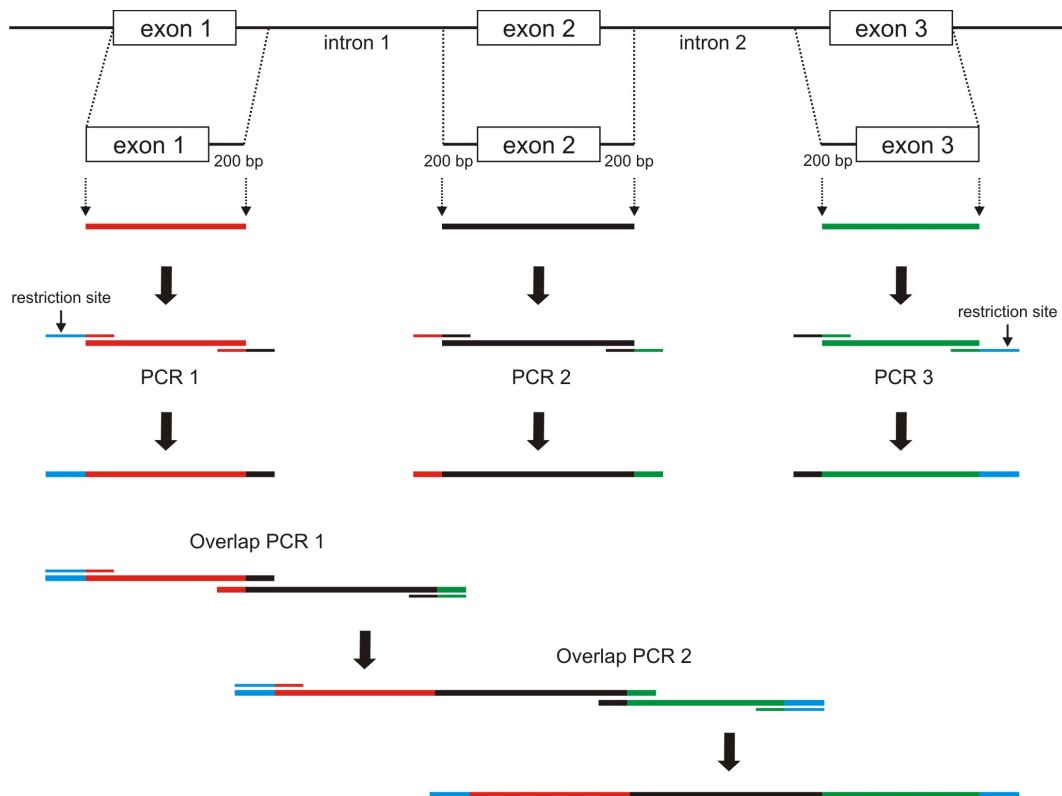 exon 1
exon 2
exon 3
intron 1
intron 2
exon 1
exon 2
exon 3
200 bp
200 bp
200 bp
200 bp
restriction site
restriction site
PCR 1
PCR 2
PCR 3
Overlap PCR 1
Overlap PCR 2